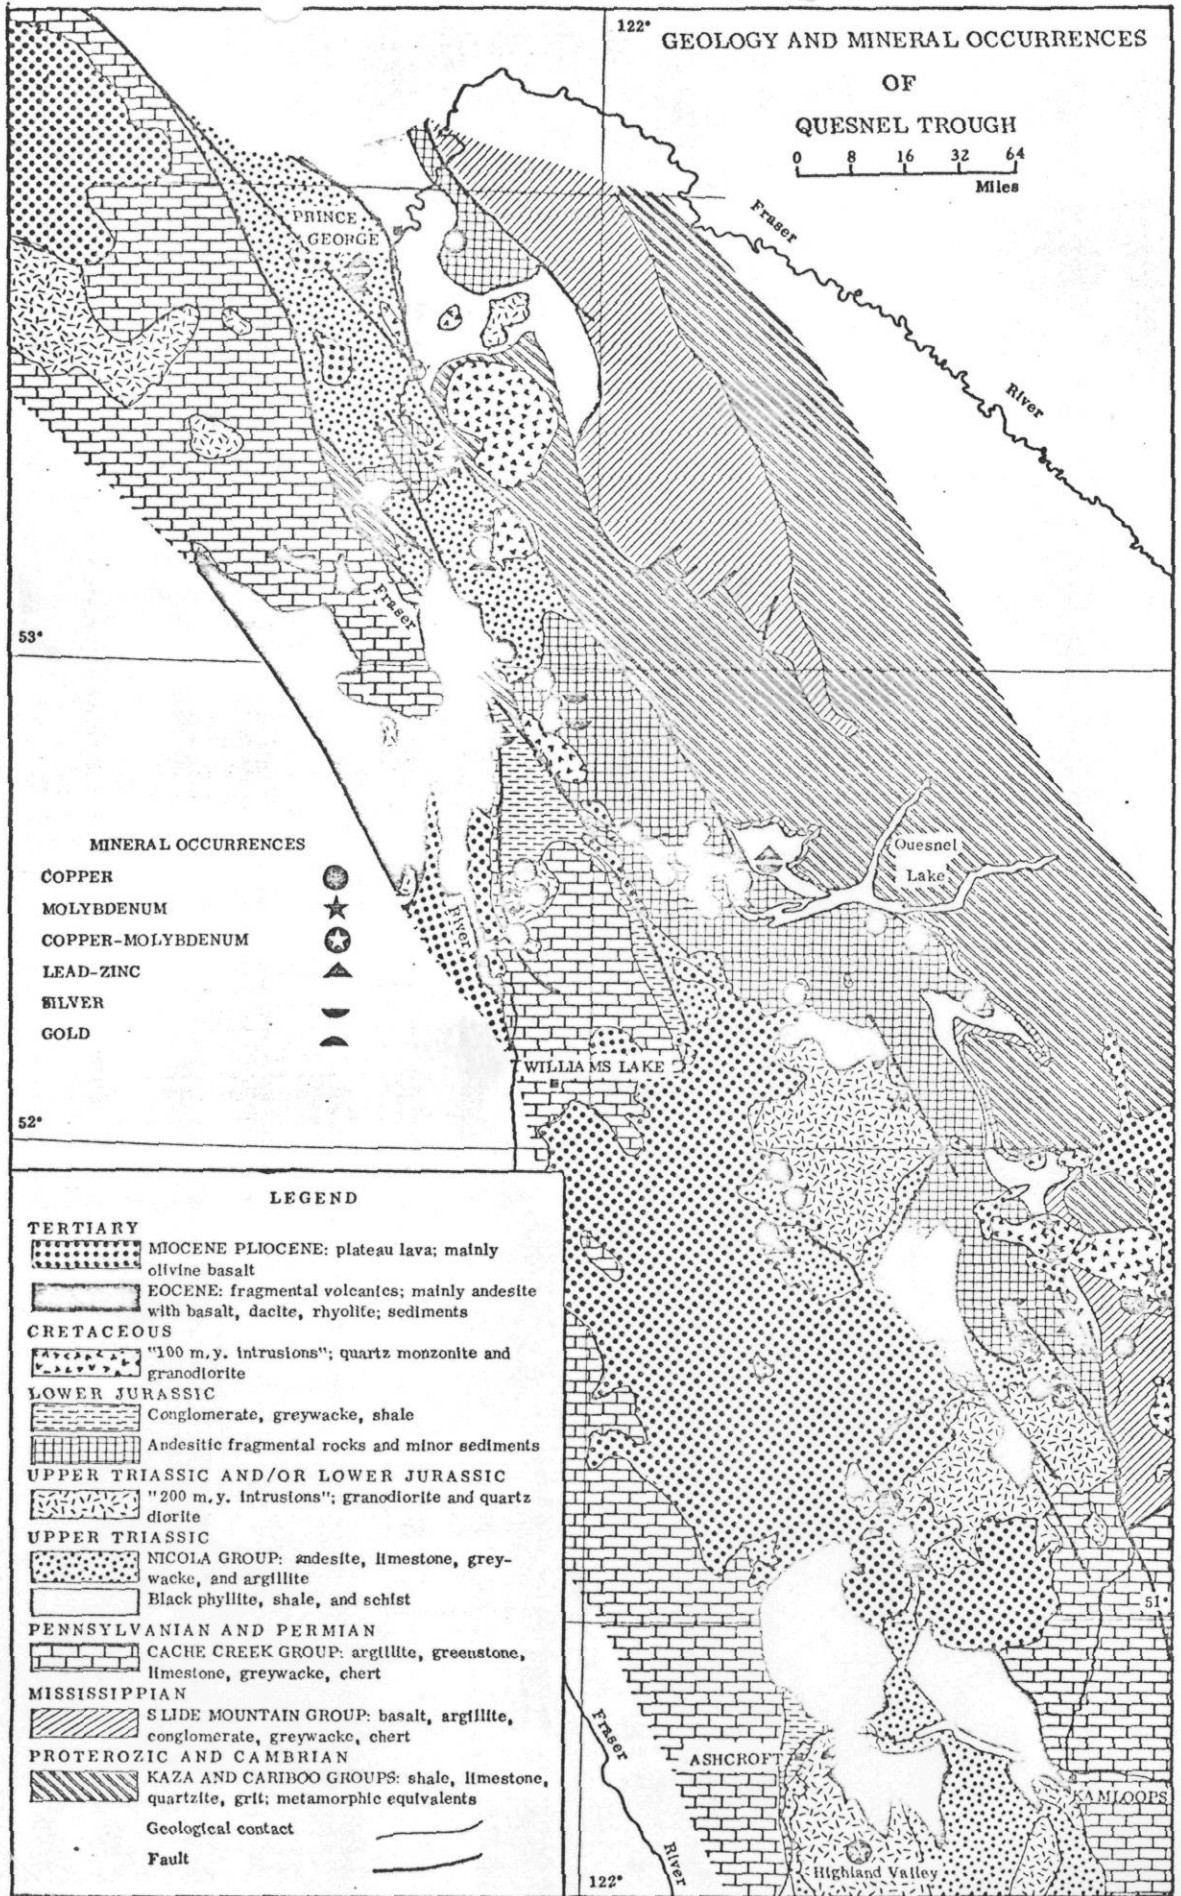 122°
GEOLOGY AND MINERAL OCCURRENCES
OF
QUESNEL TROUGH
0 8 16 32 64
Miles
Fraser
River
PRINCE
GEORGE
Fraser
53°
MINERAL OCCURRENCES
COPPER
MOLYBDENUM
COPPER-MOLYBDENUM
LEAD-ZINC
SILVER
GOLD
River
Quesnel
Lake
WILLIAMS LAKE
52°
LEGEND
TERTIARY
MIOCENE PLIOCENE: plateau lava; mainly
olivine basalt
EOCENE: fragmental volcanics; mainly andesite
with basalt, dacite, rhyolite; sediments
CRETACEOUS
"100 m.y. intrusions"; quartz monzonite and
granodiorite
LOWER JURASSIC
Conglomerate, greywacke, shale
Andesitic fragmental rocks and minor sediments
UPPER TRIASSIC AND/OR LOWER JURASSIC
"200 m.y. intrusions"; granodiorite and quartz
diorite
UPPER TRIASSIC
NICOLA GROUP: andesite, limestone, grey-
wacke, and argillite
Black phyllite, shale, and schist
PENNSYLVANIAN AND PERMIAN
CACHE CREEK GROUP: argillite, greenstone,
limestone, greywacke, chert
MISSISSIPPIAN
SLIDE MOUNTAIN GROUP: basalt, argillite,
conglomerate, greywacke, chert
PROTEROZIC AND CAMBRIAN
KAZA AND CARIBOO GROUPS: shale, limestone,
quartzite, grit; metamorphic equivalents
Geological contact
Fault
51°
Fraser
River
ASHCROFT
KAMLOOPS
Highland Valley
122°